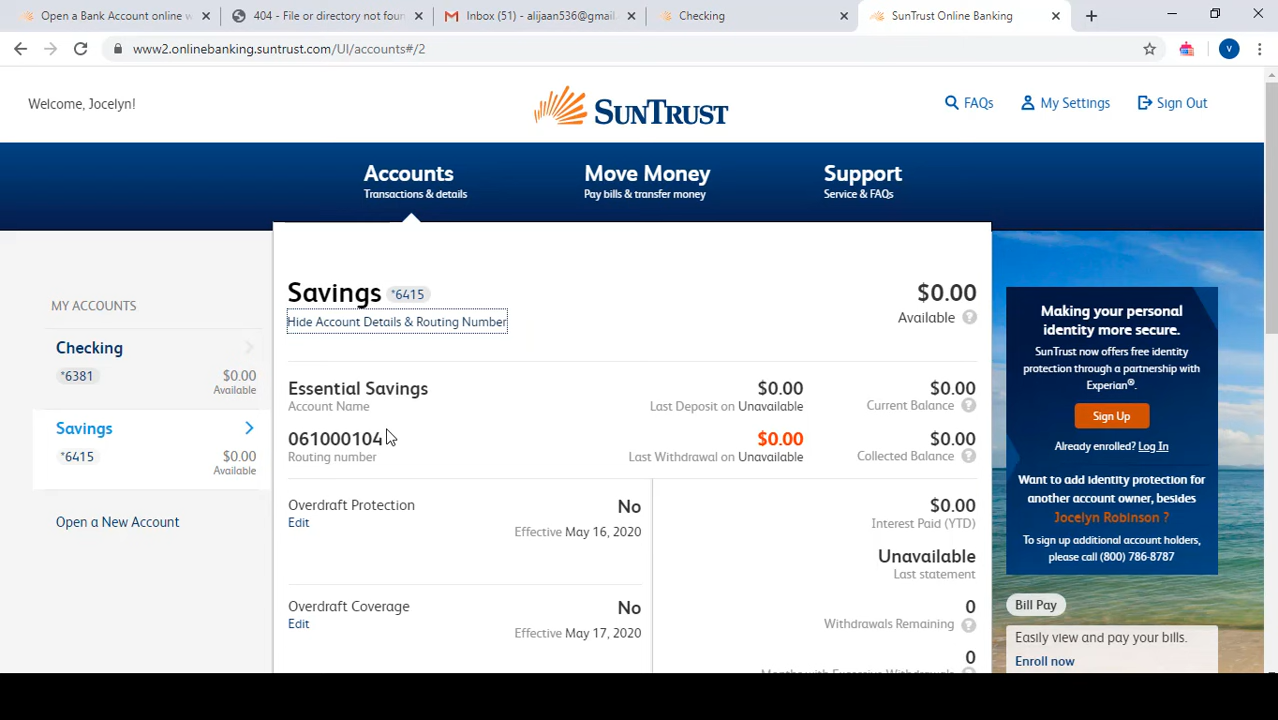 Open a Bank Account online w
404 - File or directory not foun
Inbox (51) - alijaan536@gmail.
Checking
SunTrust Online Banking
www2.onlinebanking.suntrust.com/UI/accounts#/2
V
Welcome, Jocelyn!
SUNTRUST
FAQs
My Settings
Sign Out
Accounts
Transactions & details
Move Money
Pay bills & transfer money
Support
Service & FAQs
MY ACCOUNTS
Checking
*6381
$0.00
Available
Savings
*6415
$0.00
Available
Open a New Account
Savings *6415
Hide Account Details & Routing Number
$0.00
Available ?
Essential Savings
Account Name
$0.00
Last Deposit on Unavailable
$0.00
Current Balance ?
061000104
Routing number
$0.00
Last Withdrawal on Unavailable
$0.00
Collected Balance ?
Overdraft Protection
Edit
No
Effective May 16, 2020
Overdraft Coverage
Edit
No
Effective May 17, 2020
$0.00
Interest Paid (YTD)
Unavailable
Last statement
0
Withdrawals Remaining ?
0
Months with Excessive Withdrawals
Making your personal
identity more secure.
SunTrust now offers free identity
protection through a partnership with
Experian®.
Sign Up
Already enrolled? Log In
Want to add identity protection for
another account owner, besides
Jocelyn Robinson ?
To sign up additional account holders,
please call (800) 786-8787
Bill Pay
Easily view and pay your bills.
Enroll now